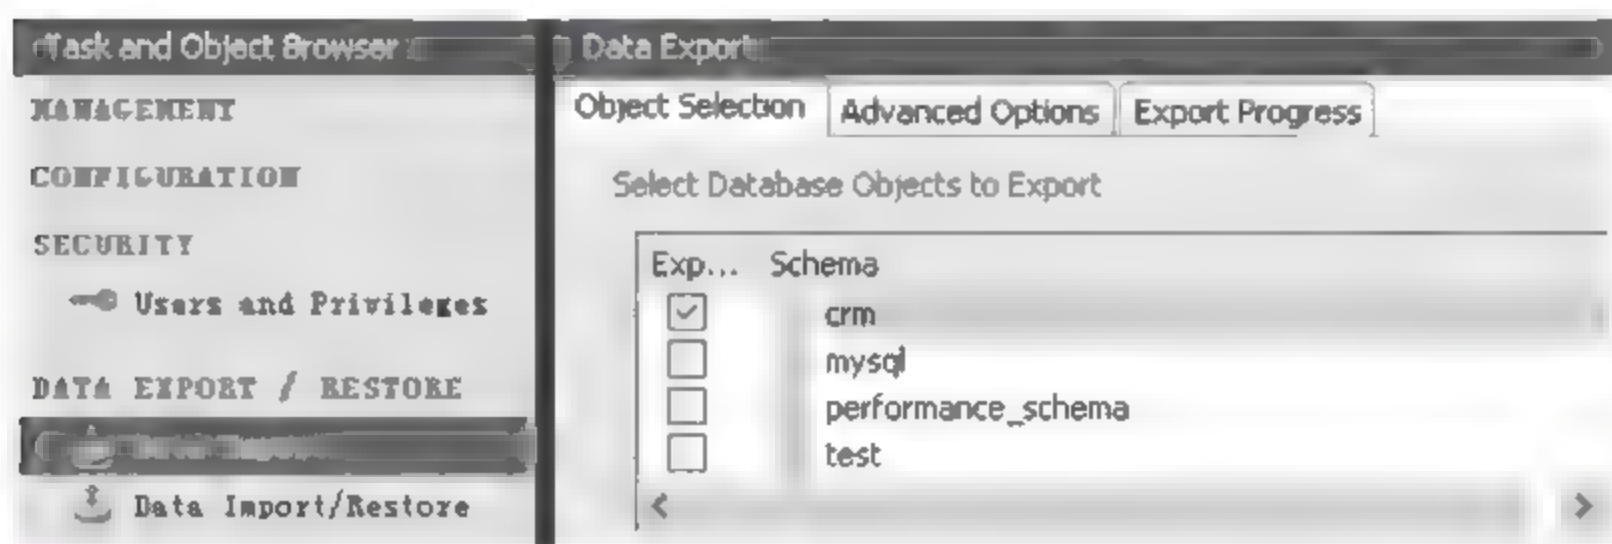 Task and Object Browser
MANAGEMENT
CONFIGURATION
SECURITY
Users and Privileges
DATA EXPORT / RESTORE
Data Import/Restore
Data Export
Object Selection
Advanced Options
Export Progress
Select Database Objects to Export
Exp... Schema
crm
mysql
performance_schema
test